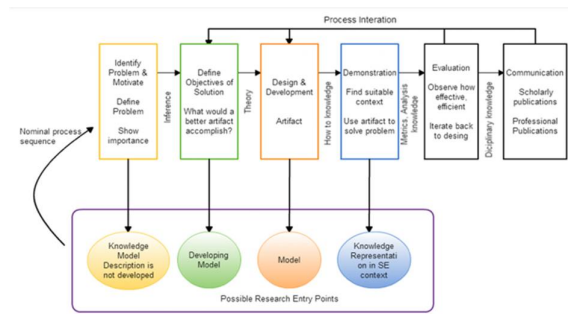 Process Interation
Identify
Problem &
Motivate
Define
Problem
Show
importance
Inference
Define
Objectives of
Solution
What would a
better artifact
accomplish?
Theory
Design &
Development
Artifact
How to knowledge
Demonstration
Find suitable
context
Use artifact to
solve problem
Metrics, Analysis
knowledge
Evaluation
Observe how
effective,
efficient
Iterate back
to desing
Diciplinary knowledge
Communication
Scholarly
publications
Professional
Publications
Nominal process
sequence
Knowledge
Model
Description is
not developed
Developing
Model
Model
Knowledge
Representati
on in SE
context
Possible Research Entry Points